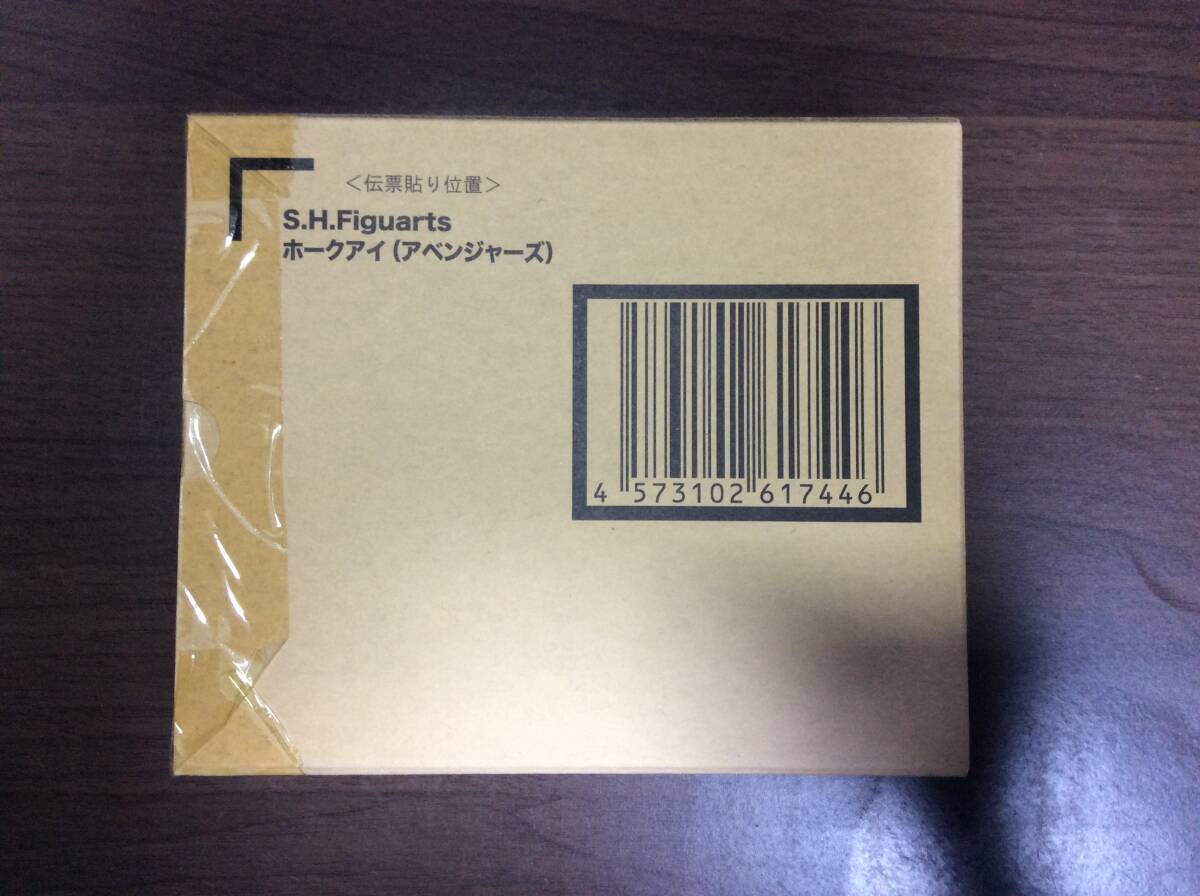 ＜伝票貼り位置＞
S.H.Figuarts
ホークアイ（アベンジャーズ）
4 573102 617446